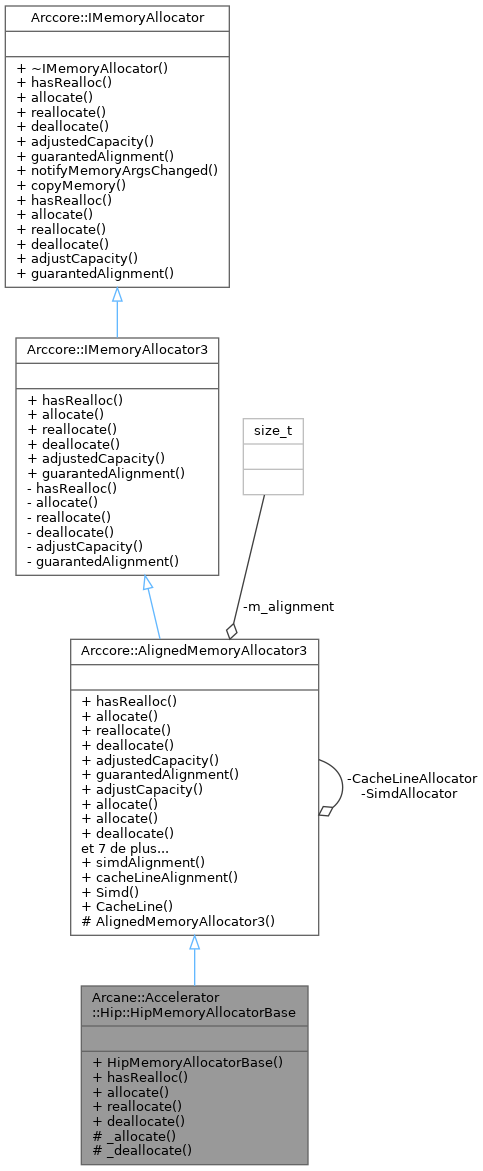 Arccore::IMemoryAllocator
+ ~IMemoryAllocator()
+ hasRealloc()
+ allocate()
+ reallocate()
+ deallocate()
+ adjustedCapacity()
+ guarantedAlignment()
+ notifyMemoryArgsChanged()
+ copyMemory()
+ hasRealloc()
+ allocate()
+ reallocate()
+ deallocate()
+ adjustCapacity()
+ guarantedAlignment()
Arccore::IMemoryAllocator3
+ hasRealloc()
+ allocate()
+ reallocate()
+ deallocate()
+ adjustedCapacity()
+ guarantedAlignment()
- hasRealloc()
- allocate()
- reallocate()
- deallocate()
- adjustCapacity()
- guarantedAlignment()
size_t
-m_alignment
Arccore::AlignedMemoryAllocator3
+ hasRealloc()
+ allocate()
+ reallocate()
+ deallocate()
+ adjustedCapacity()
+ guarantedAlignment()
+ adjustCapacity()
+ allocate()
+ allocate()
+ deallocate()
et 7 de plus...
+ simdAlignment()
+ cacheLineAlignment()
+ Simd()
+ CacheLine()
# AlignedMemoryAllocator3()
-CacheLineAllocator
-SimdAllocator
Arcane::Accelerator
::Hip::HipMemoryAllocatorBase
+ HipMemoryAllocatorBase()
+ hasRealloc()
+ allocate()
+ reallocate()
+ deallocate()
# _allocate()
# _deallocate()